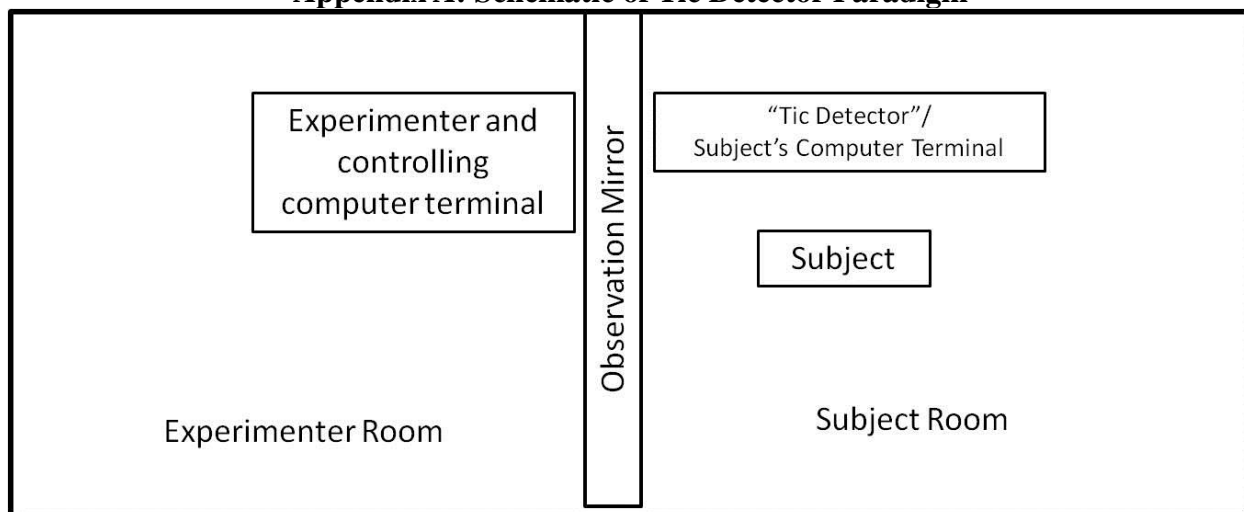 Appendix A: Schematic of Tic Detector Paradigm
Experimenter and
controlling
computer terminal
Observation Mirror
“Tic Detector”/
Subject’s Computer Terminal
Subject
Experimenter Room
Subject Room